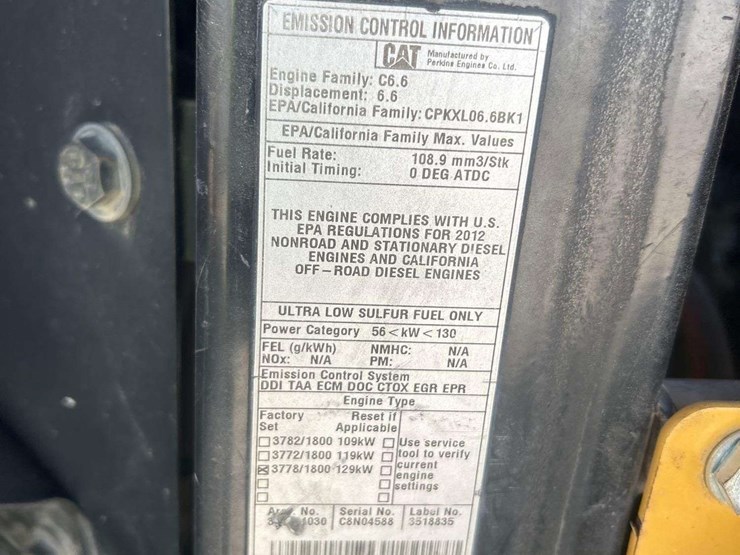 EMISSION CONTROL INFORMATION
CAT Manufactured by
Perkins Engines Co. Ltd.
Engine Family: C6.6
Displacement: 6.6
EPA/California Family: CPKXL06.6BK1
EPA/California Family Max. Values
Fuel Rate: 108.9 mm3/Stk
Initial Timing: 0 DEG ATDC
THIS ENGINE COMPLIES WITH U.S.
EPA REGULATIONS FOR 2012
NONROAD AND STATIONARY DIESEL
ENGINES AND CALIFORNIA
OFF-ROAD DIESEL ENGINES
ULTRA LOW SULFUR FUEL ONLY
Power Category 56<kW<130
FEL (g/kWh) NMHC: N/A
NOx: N/A PM: N/A
Emission Control System
DDI TAA ECM DOC CTOX EGR EPR
Engine Type
Factory Reset if
Set Applicable
3782/1800 109kW Use service
3772/1800 119kW tool to verify
3778/1800 129kW current
engine
settings
No. Serial No. Label No.
1030 C8N04588 3518835